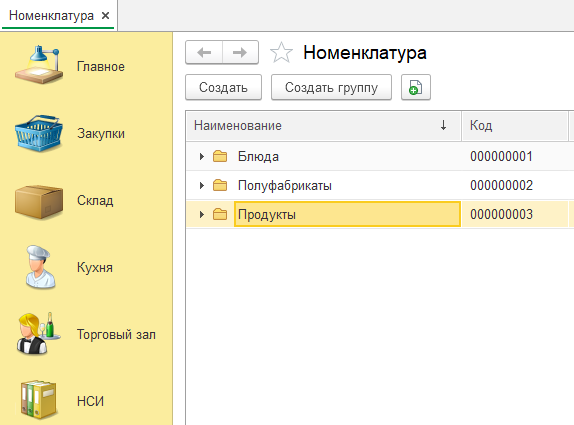 Номенклатура ×
Главное
Закупки
Склад
Кухня
Торговый зал
НСИ
Номенклатура
Создать
Создать группу
Наименование ↓ Код
Блюда 000000001
Полуфабрикаты 000000002
Продукты 000000003